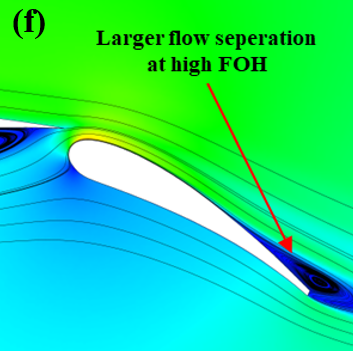 (f)
Larger flow seperation
at high FOH